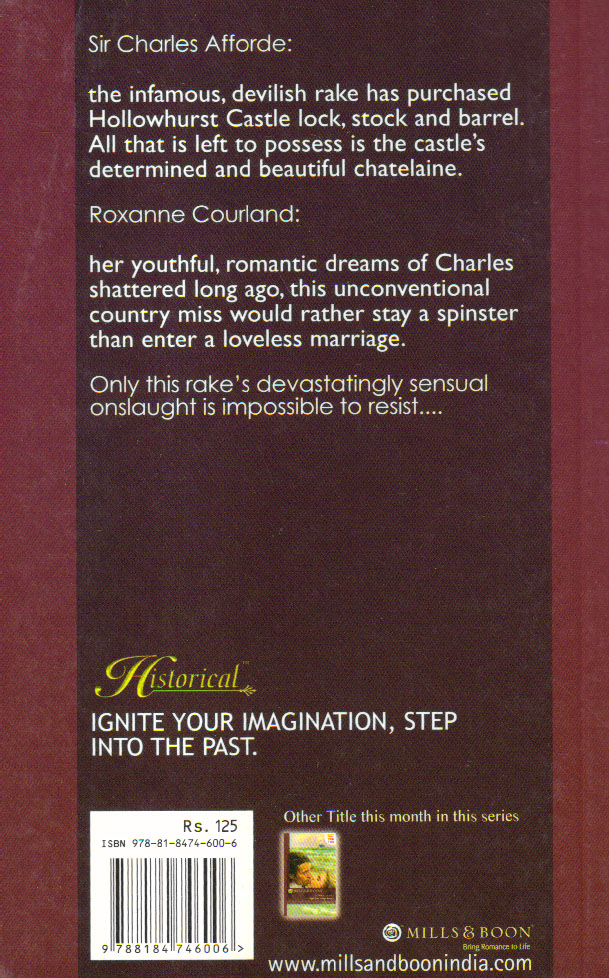 Sir Charles Afforde:
the infamous, devilish rake has purchased
Hollowhurst Castle lock, stock and barrel.
All that is left to possess is the castle's
determined and beautiful chatelaine.
Roxanne Courland:
her youthful, romantic dreams of Charles
shattered long ago, this unconventional
country miss would rather stay a spinster
than enter a loveless marriage.
Only this rake's devastatingly sensual
onslaught is impossible to resist....
Historical™
IGNITE YOUR IMAGINATION, STEP
INTO THE PAST.
Rs. 125
ISBN 978-81-8474-600-6
9 788184 746006 >
Other Title this month in this series
MILLS & BOON
Bring Romance to Life
www.millsandboonindia.com